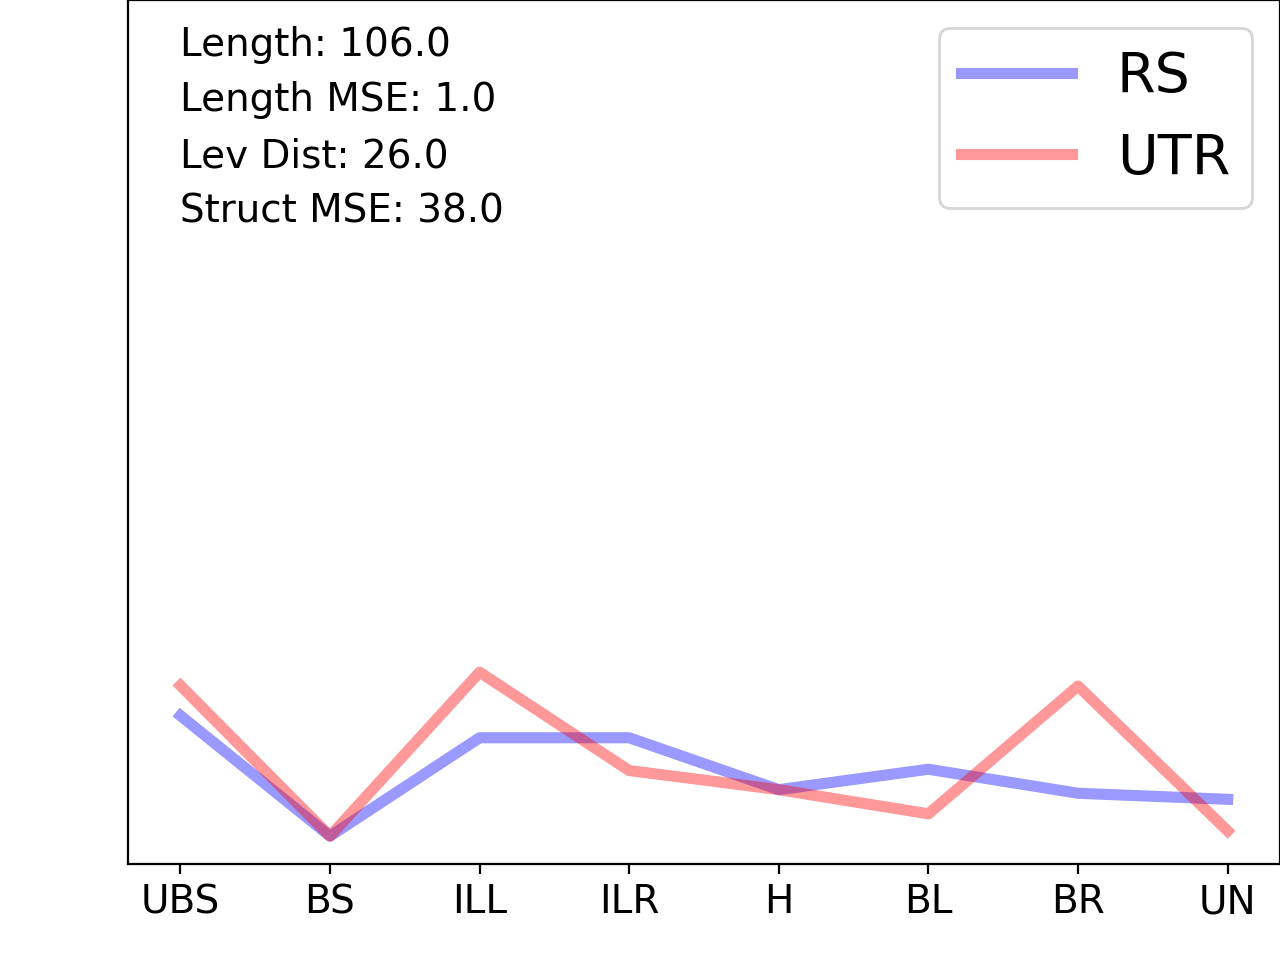 Length: 106.0
Length MSE: 1.0
Lev Dist: 26.0
Struct MSE: 38.0
RS
UTR
UBS BS ILL ILR H BL BR UN